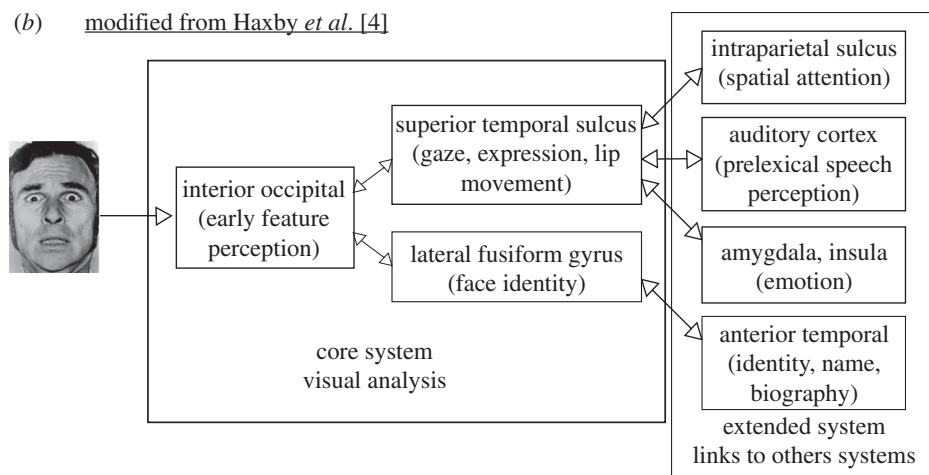 (b) modified from Haxby et al. [4]
interior occipital
(early feature
perception)
superior temporal sulcus
(gaze, expression, lip
movement)
lateral fusiform gyrus
(face identity)
core system
visual analysis
intraparietal sulcus
(spatial attention)
auditory cortex
(prelexical speech
perception)
amygdala, insula
(emotion)
anterior temporal
(identity, name,
biography)
extended system
links to others systems